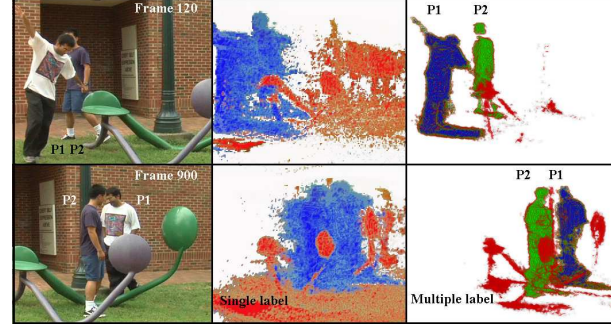 Frame 120
P1 P2
P1 P2
Frame 900
P2 P1
P2 P1
Single label
Multiple label